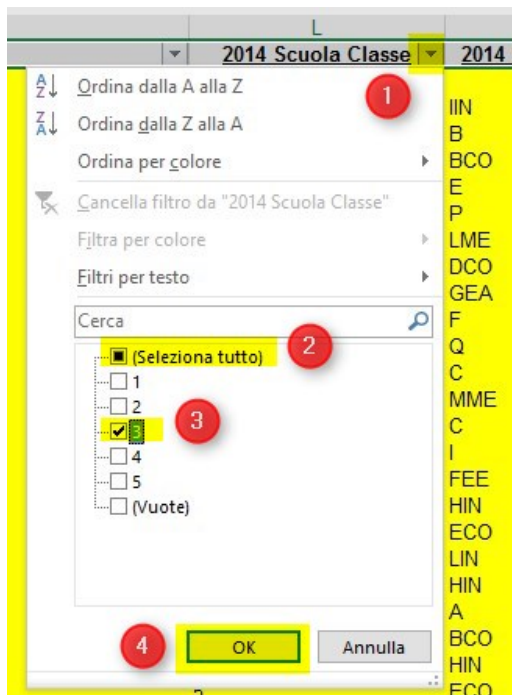 L
2014 Scuola Classe 2014
1
Ordina dalla A alla Z
Ordina dalla Z alla A
Ordina per colore
Cancella filtro da "2014 Scuola Classe"
Filtra per colore
Filtri per testo
Cerca
(Seleziona tutto)
2
1
2
3
3
4
5
(Vuote)
4
OK Annulla
IIN
B
BCO
E
P
LME
DCO
GEA
F
Q
C
MME
C
I
FEE
HIN
ECO
LIN
HIN
A
BCO
HIN
ECO